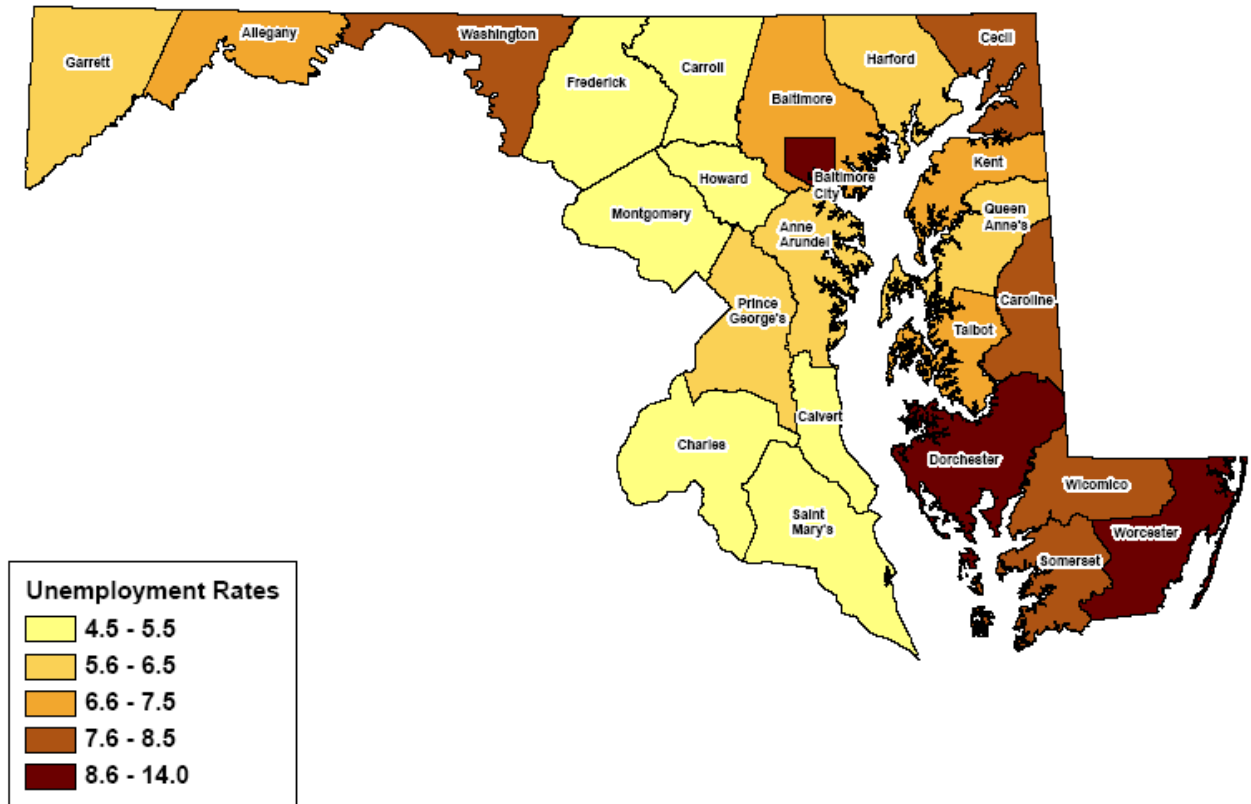 Garrett
Allegany
Washington
Frederick
Carroll
Baltimore
Harford
Cecil
Baltimore
City
Howard
Montgomery
Kent
Queen
Anne's
Anne
Arundel
Prince
George's
Caroline
Talbot
Calvert
Charles
Dorchester
Wicomico
Saint
Mary's
Worcester
Somerset
Unemployment Rates
4.5 - 5.5
5.6 - 6.5
6.6 - 7.5
7.6 - 8.5
8.6 - 14.0